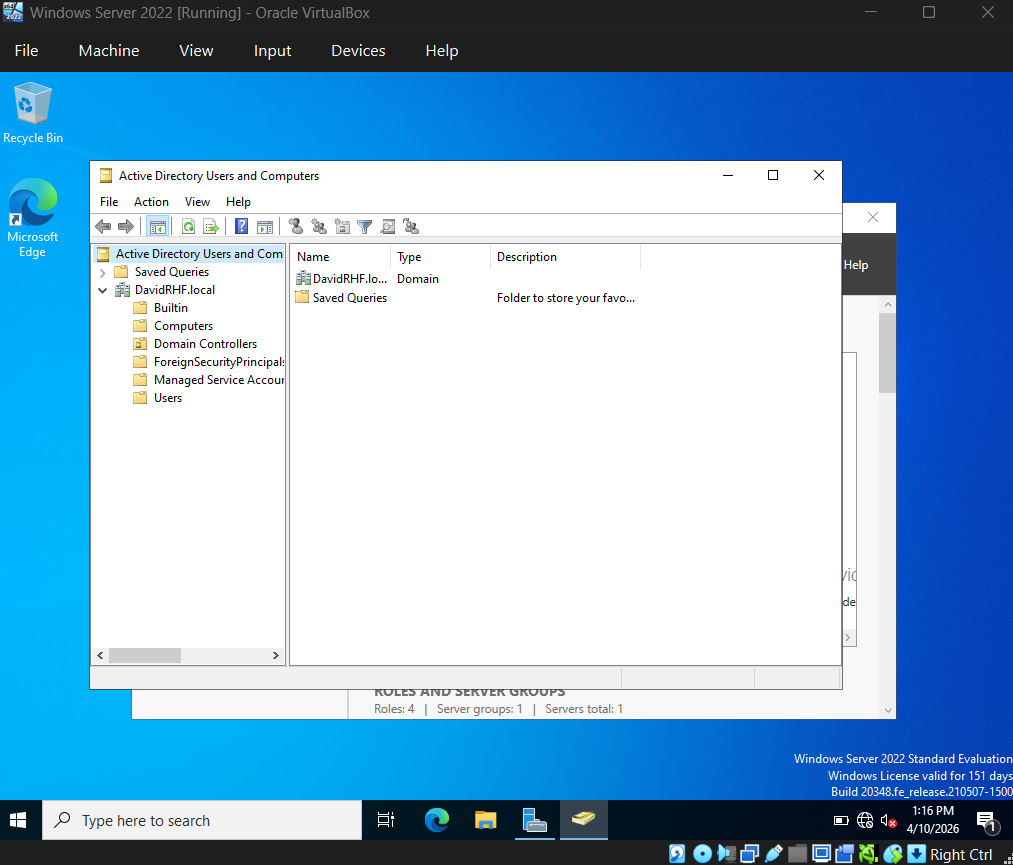 Windows Server 2022 [Running] - Oracle VirtualBox
File Machine View Input Devices Help
Recycle Bin
Microsoft
Edge
Active Directory Users and Computers
File Action View Help
Help
Active Directory Users and Com
Saved Queries
DavidRHF.local
Builtin
Computers
Domain Controllers
ForeignSecurityPrincipals
Managed Service Accour
Users
Name Type Description
DavidRHF.lo... Domain
Saved Queries Folder to store your favo...
de
ROLES AND SERVER GROUPS
Roles: 4 | Server groups: 1 | Servers total: 1
Windows Server 2022 Standard Evaluation
Windows License valid for 151 days
Build 20348.fe_release.210507-1500
Type here to search
1:16 PM
4/10/2026
1
Right Ctrl